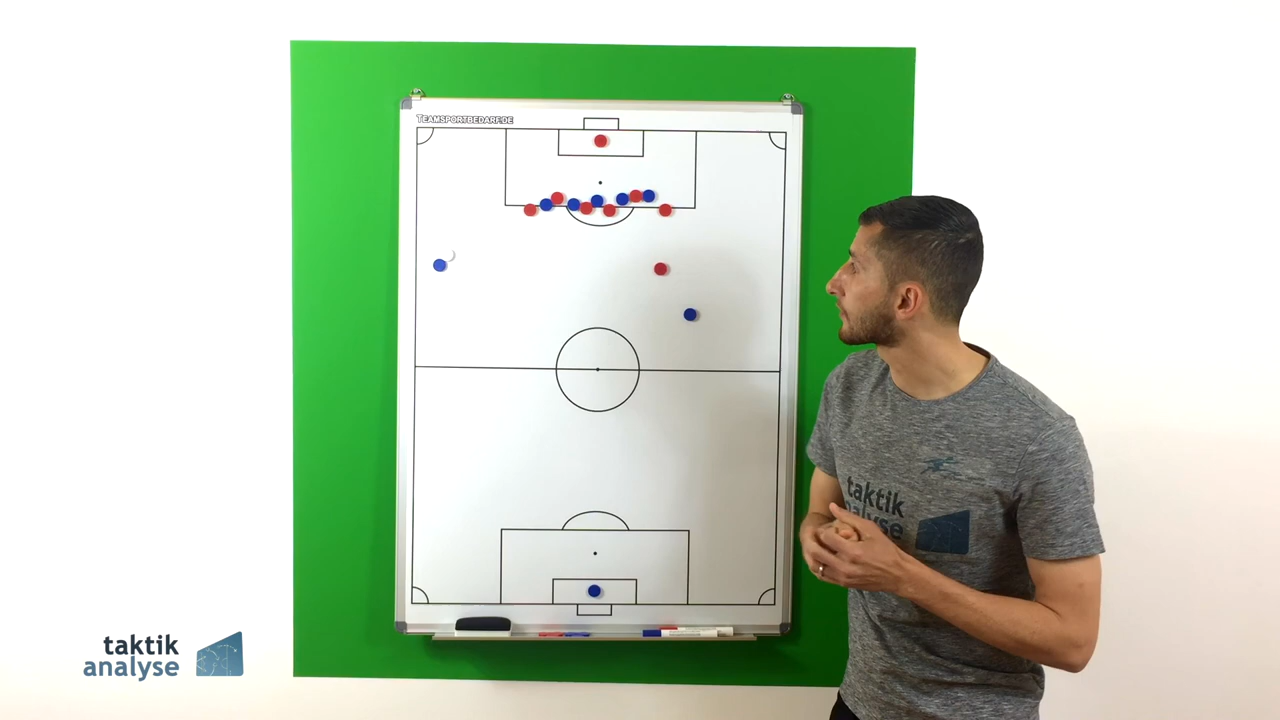 TEAMSPORTBEDARF.DE
taktik
analyse
taktik
analyse